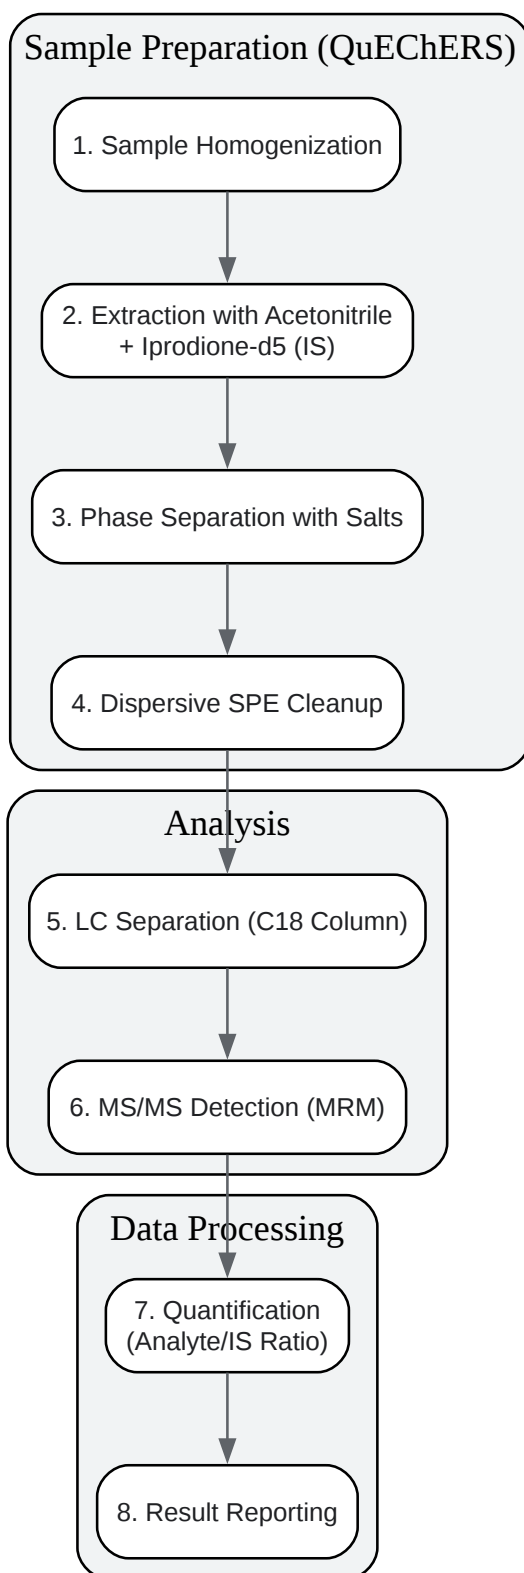 Sample Preparation (QuEChERS)
1. Sample Homogenization
2. Extraction with Acetonitrile
+ Iprodione-d5 (IS)
3. Phase Separation with Salts
4. Dispersive SPE Cleanup
Analysis
5. LC Separation (C18 Column)
6. MS/MS Detection (MRM)
Data Processing
7. Quantification
(Analyte/IS Ratio)
8. Result Reporting